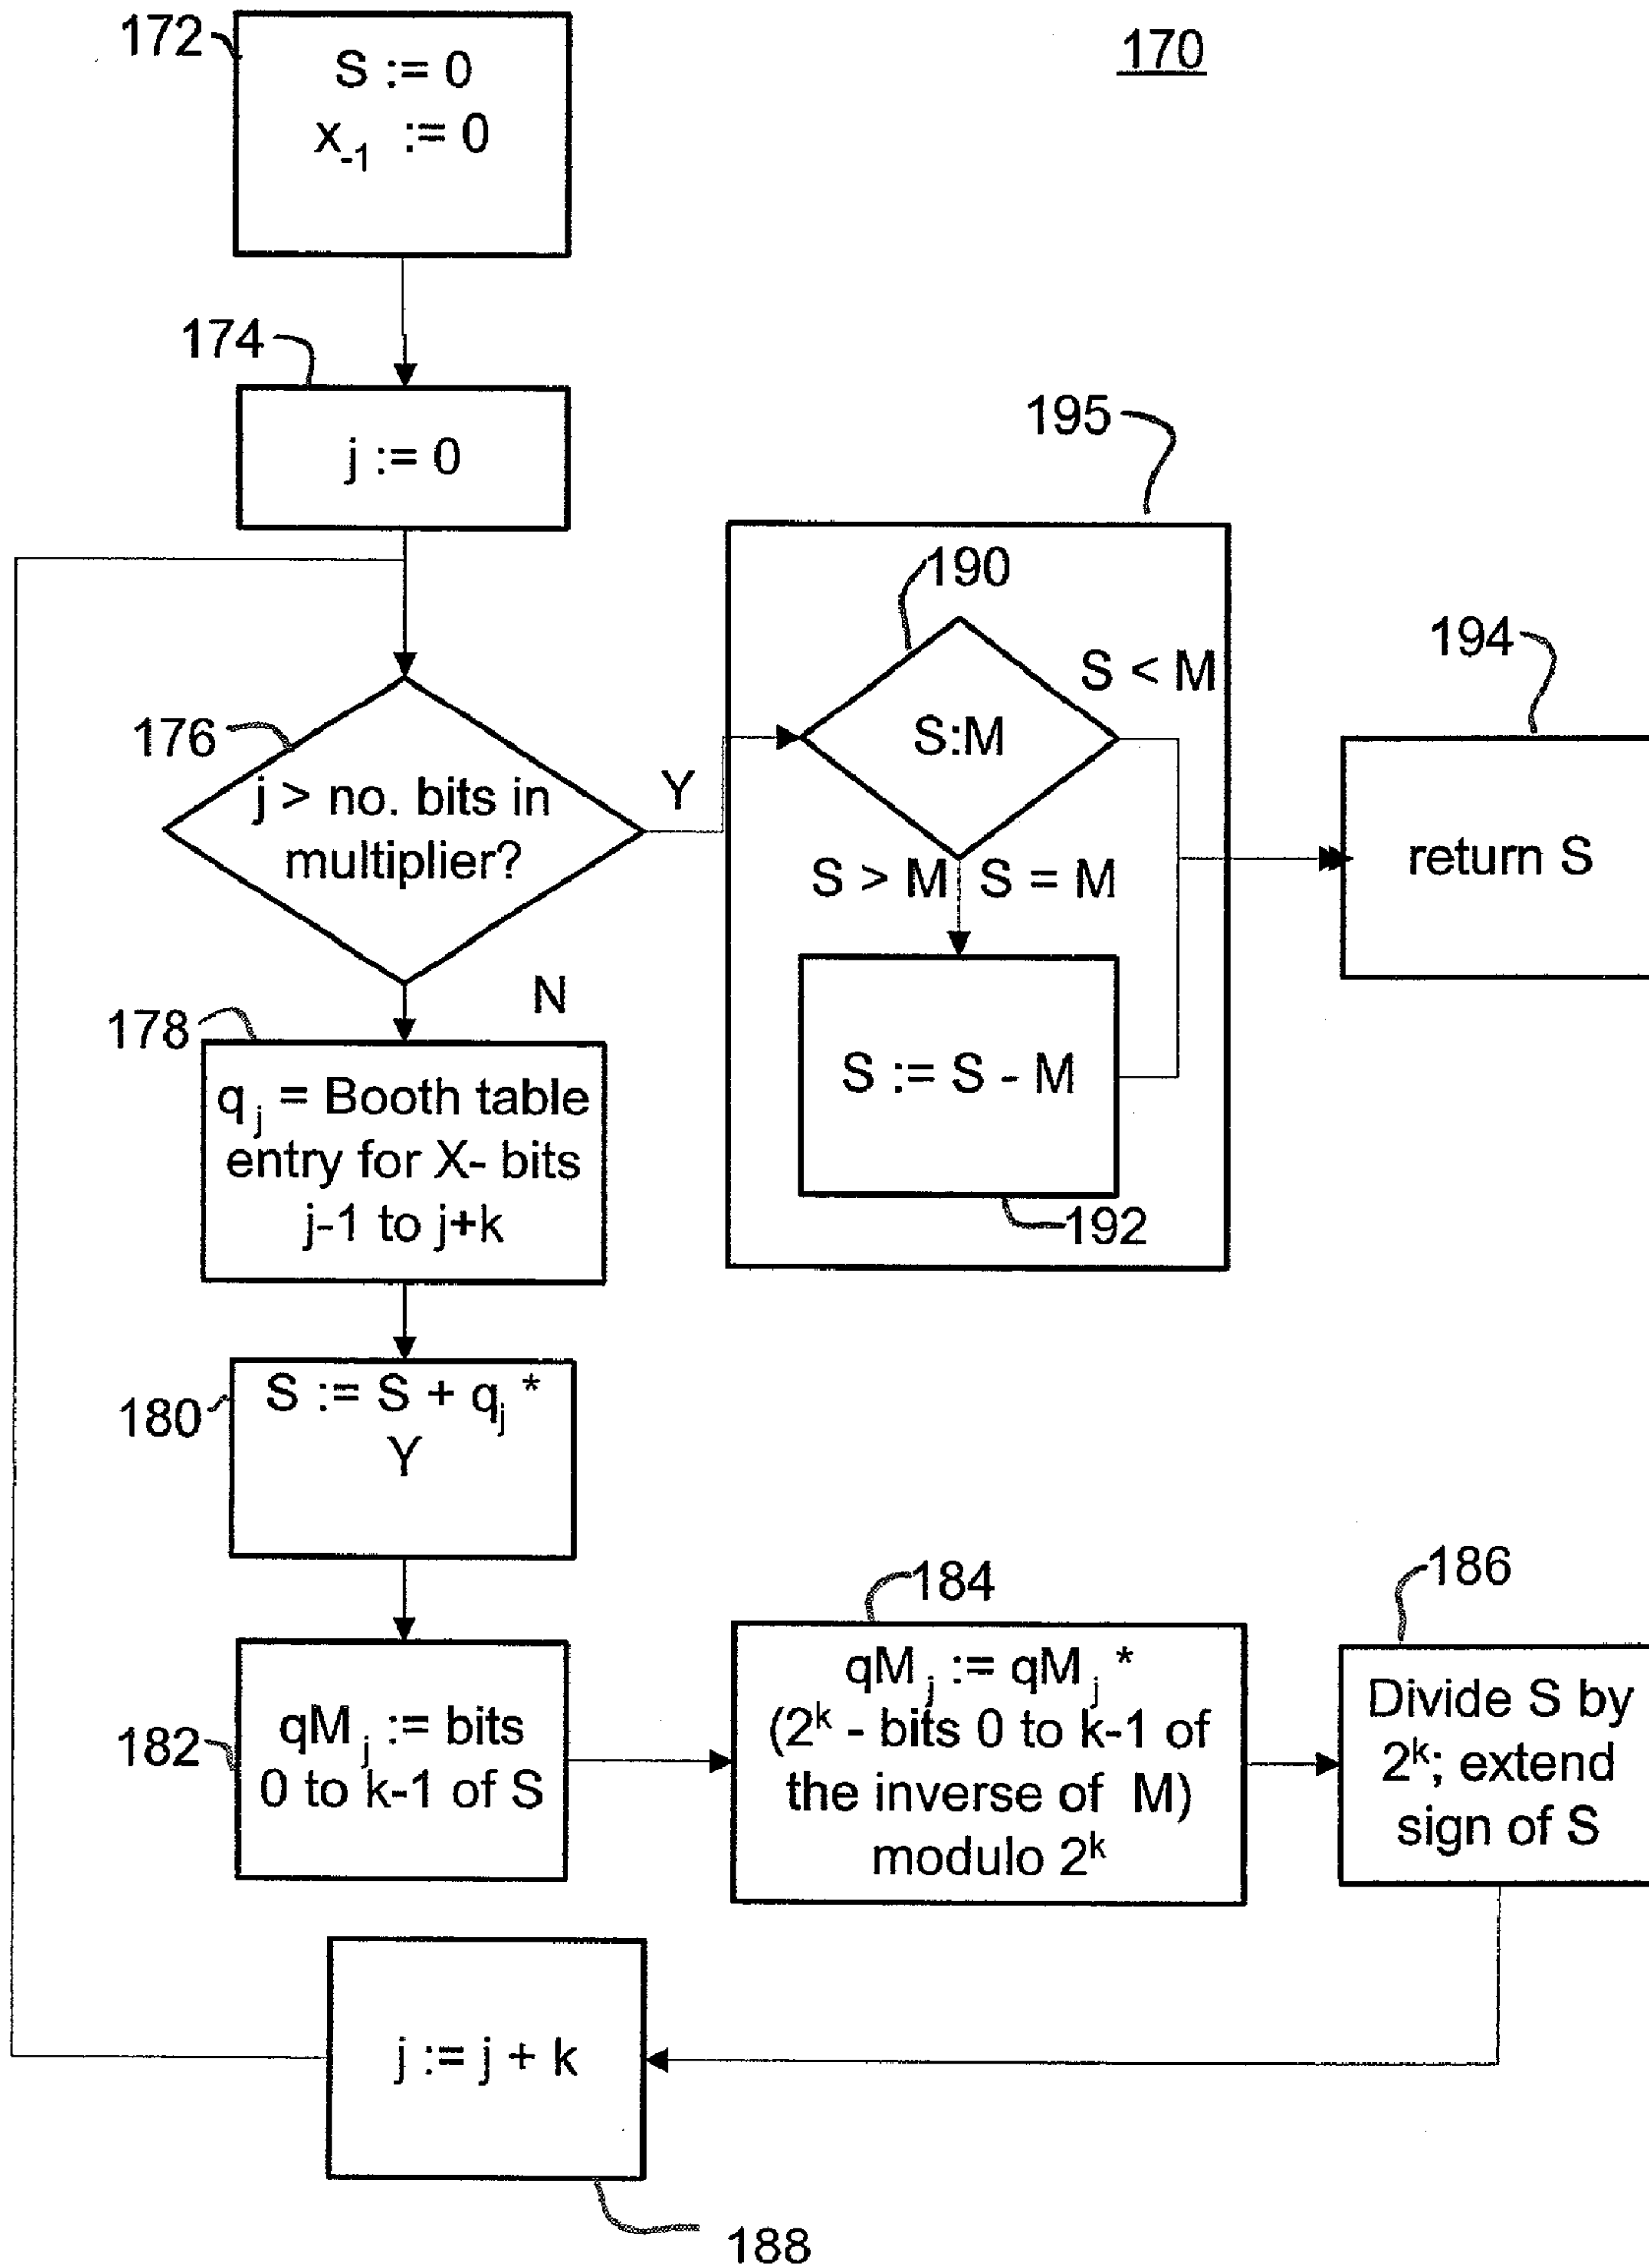 170
172
S := 0
x₋₁ := 0
174
j := 0
195
190
S:M
S < M
S > M
S = M
S := S - M
192
194
return S
176
j > no. bits in
multiplier?
Y
N
178
q j = Booth table
entry for X- bits
j-1 to j+k
180
S := S + qj *
Y
182
qM j := bits
0 to k-1 of S
184
qM j := qM j *
(2ᵏ - bits 0 to k-1 of
the inverse of M)
modulo 2ᵏ
186
Divide S by
2ᵏ; extend
sign of S
j := j + k
188